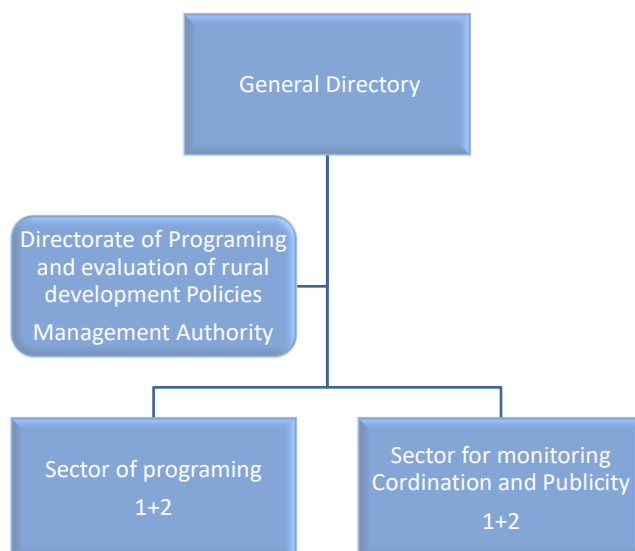 General Directory
Directorate of Programing
and evaluation of rural
development Policies
Management Authority
Sector of programing
1+2
Sector for monitoring
Cordination and Publicity
1+2